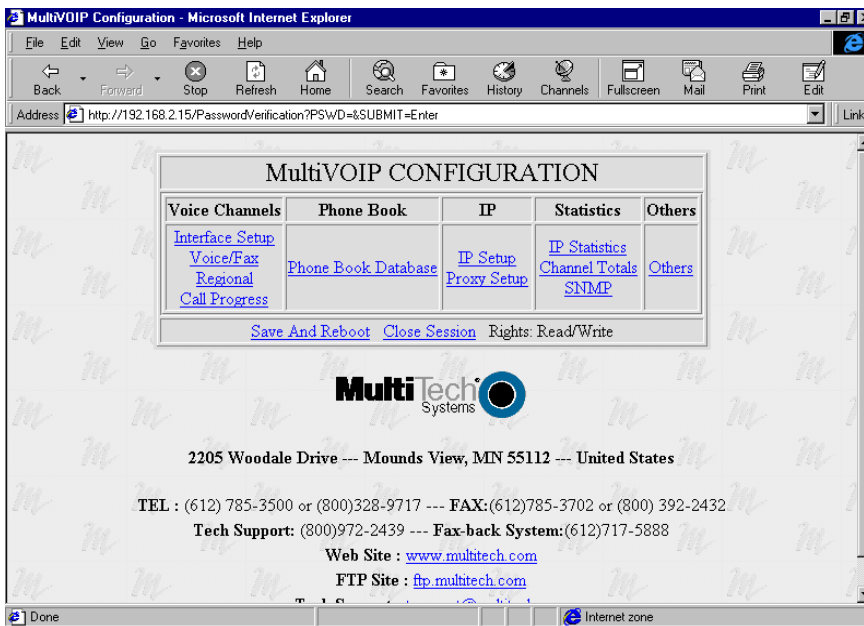 MultiVOIP Configuration - Microsoft Internet Explorer
File Edit View Go Favorites Help
Back Forward Stop Refresh Home Search Favorites History Channels Fullscreen Mail Print Edit
Address http://192.168.2.15/PasswordVerification?PSWD=&SUBMIT=Enter Link
MultiVOIP CONFIGURATION
Voice Channels Phone Book IP Statistics Others
Interface Setup
Voice/Fax
Regional
Call Progress
Phone Book Database
IP Setup
Proxy Setup
IP Statistics
Channel Totals
SNMP
Others
Save And Reboot Close Session Rights: Read/Write
MultiTech
Systems
2205 Woodale Drive --- Mounds View, MN 55112 --- United States
TEL : (612) 785-3500 or (800)328-9717 --- FAX:(612)785-3702 or (800) 392-2432
Tech Support: (800)972-2439 --- Fax-back System:(612)717-5888
Web Site : www.multitech.com
FTP Site : ftp.multitech.com
Done Internet zone